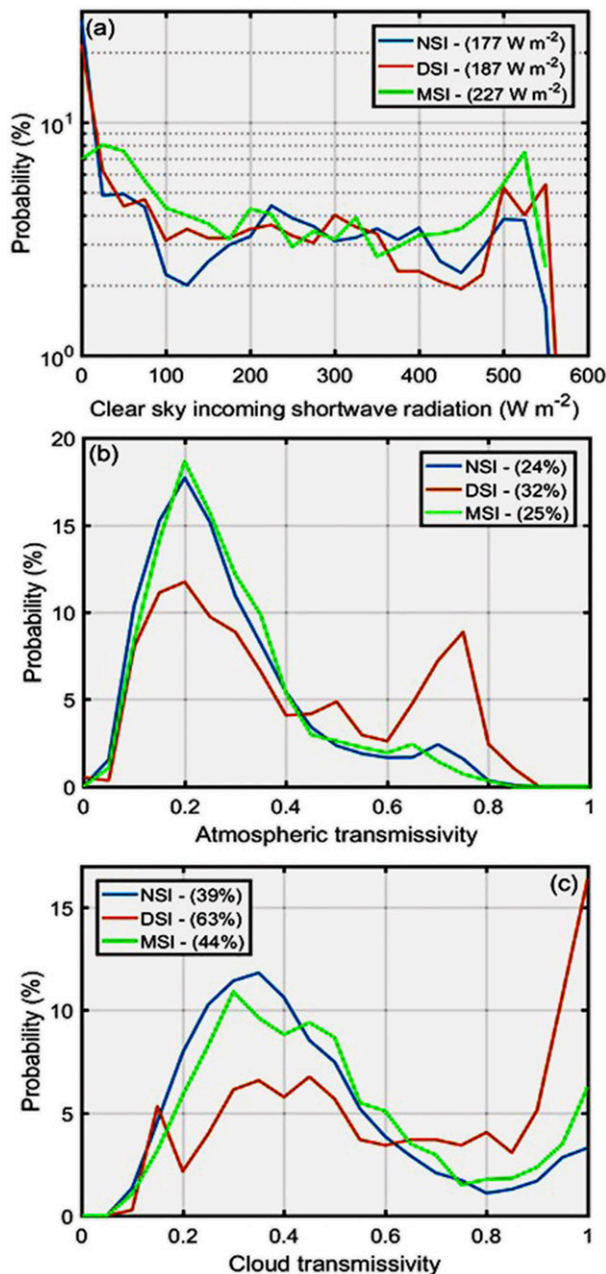 (a)
NSI - (177 W m⁻²)
DSI - (187 W m⁻²)
MSI - (227 W m⁻²)
Probability (%)
10¹
10⁰
0 100 200 300 400 500 600
Clear sky incoming shortwave radiation (W m⁻²)
(b)
NSI - (24%)
DSI - (32%)
MSI - (25%)
Probability (%)
20
15
10
5
0
0 0.2 0.4 0.6 0.8 1
Atmospheric transmissivity
(c)
NSI - (39%)
DSI - (63%)
MSI - (44%)
Probability (%)
15
10
5
0
0 0.2 0.4 0.6 0.8 1
Cloud transmissivity